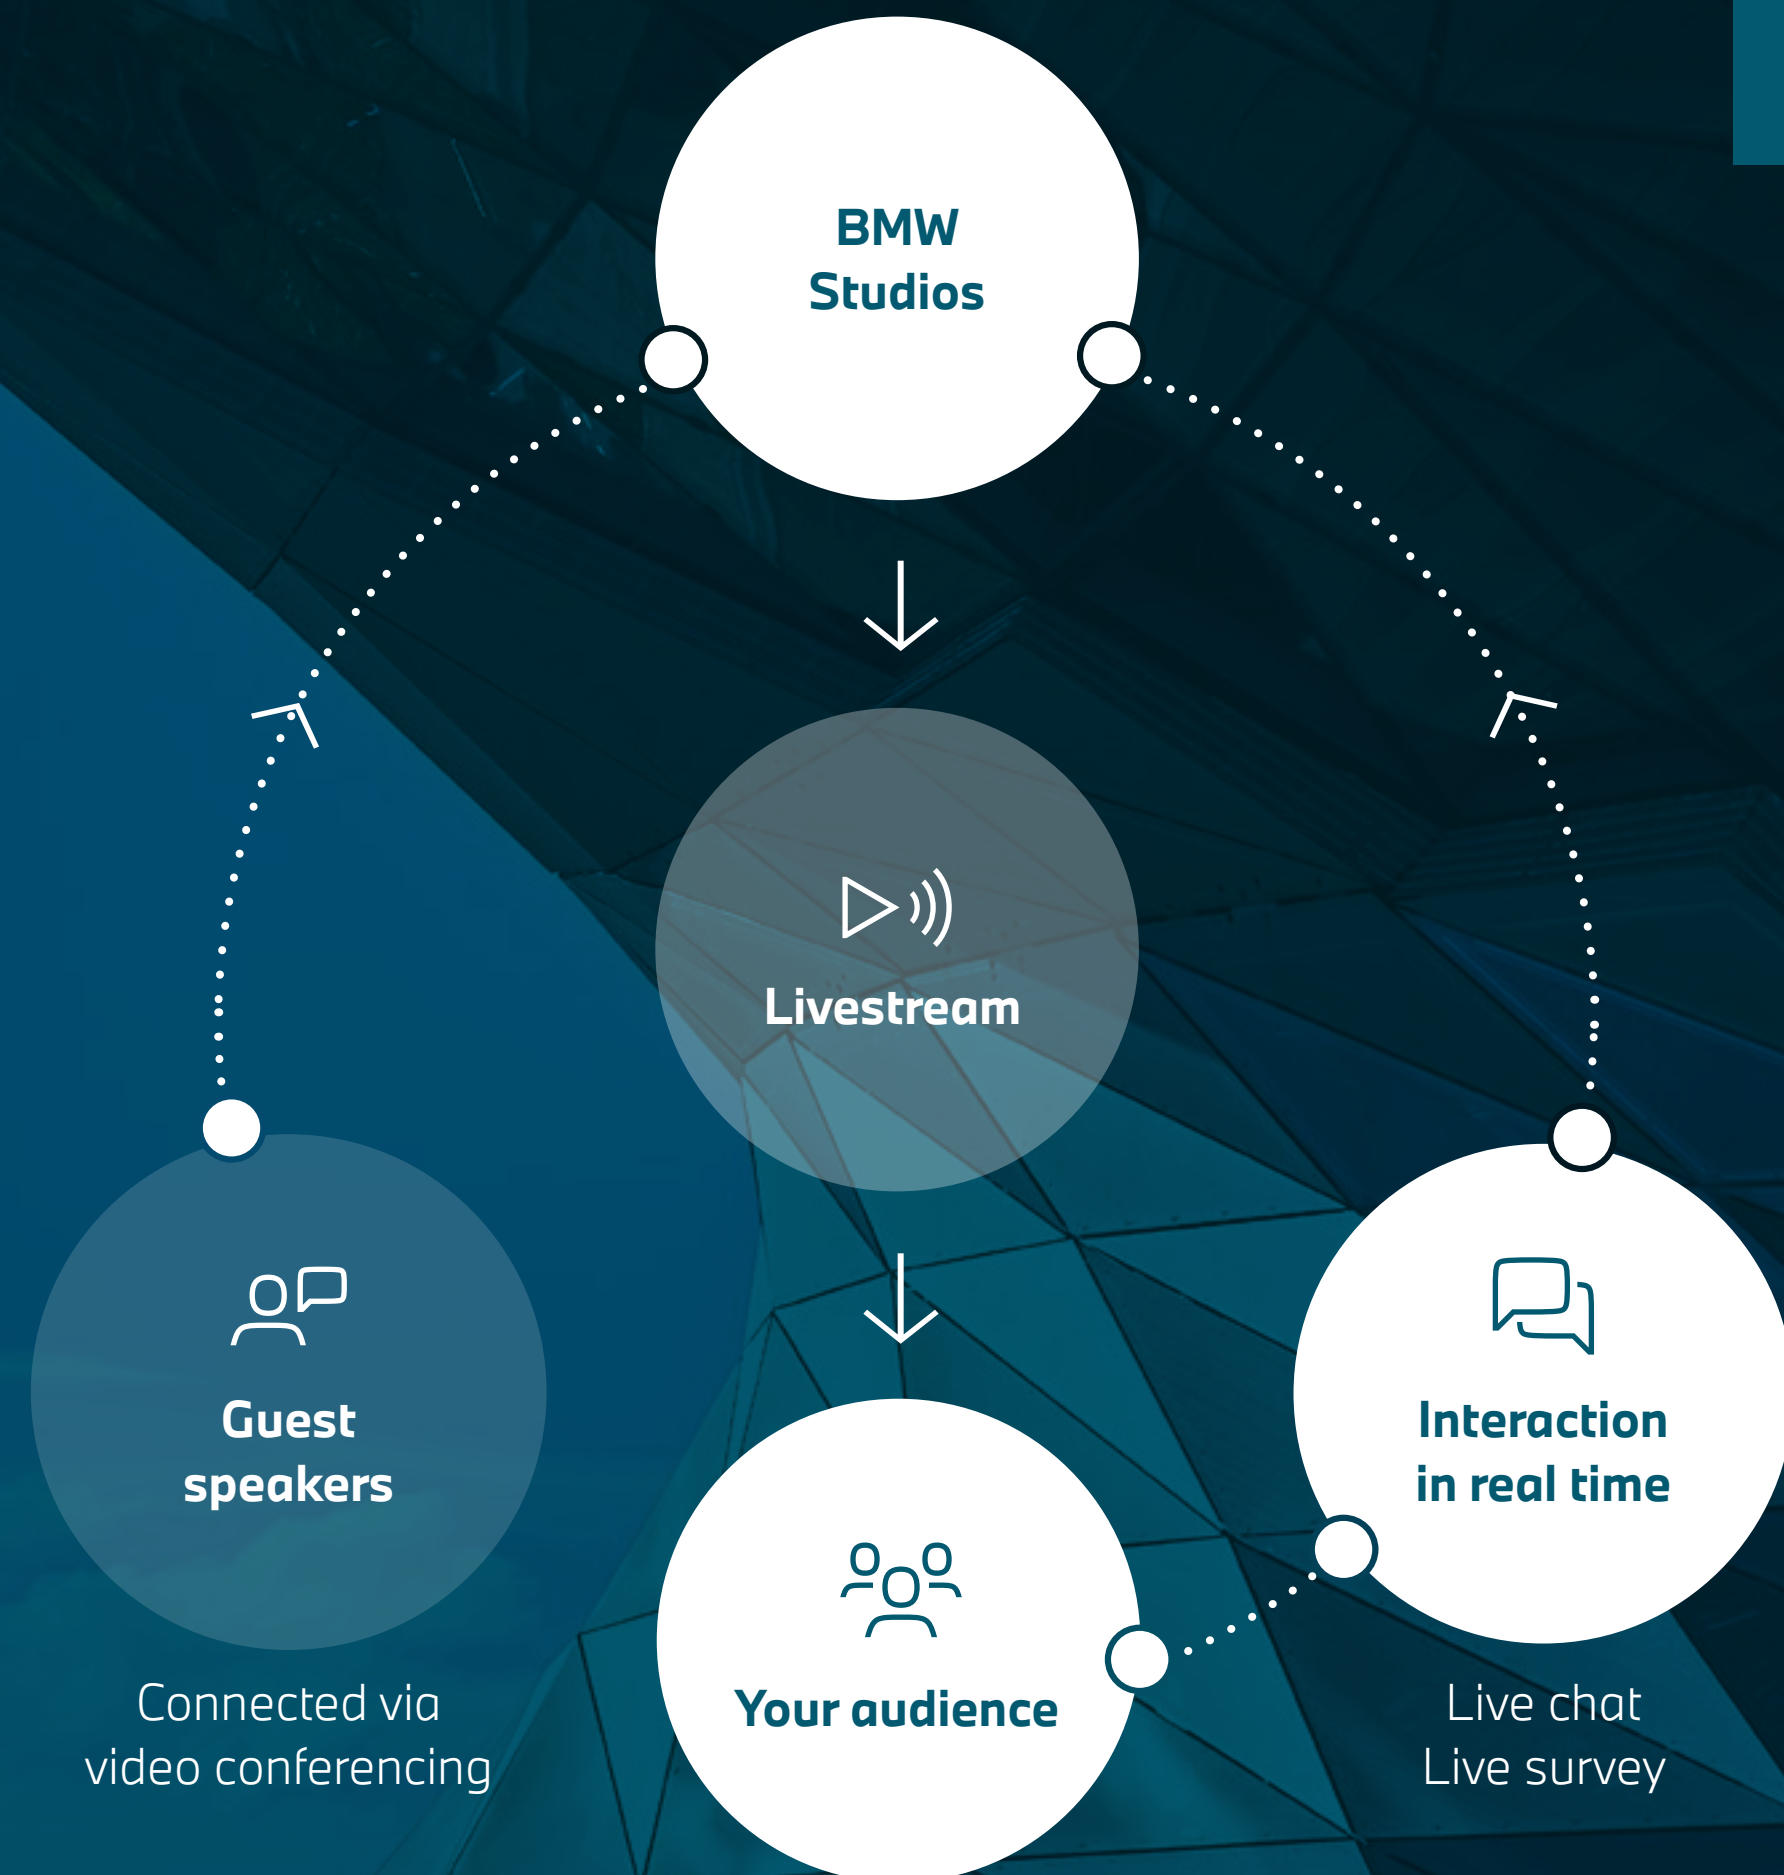 BMW
Studios
Livestream
Guest
speakers
Connected via
video conferencing
Your audience
Interaction
in real time
Live chat
Live survey